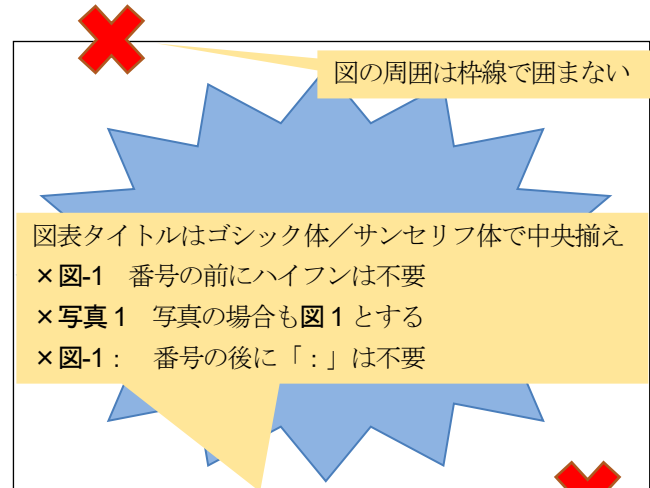 図の周囲は枠線で囲まない
図表タイトルはゴシック体／サンセリフ体で中央揃え
×図-1　番号の前にハイフンは不要
×写真 1　写真の場合も図 1 とする
×図-1：　番号の後に「：」は不要